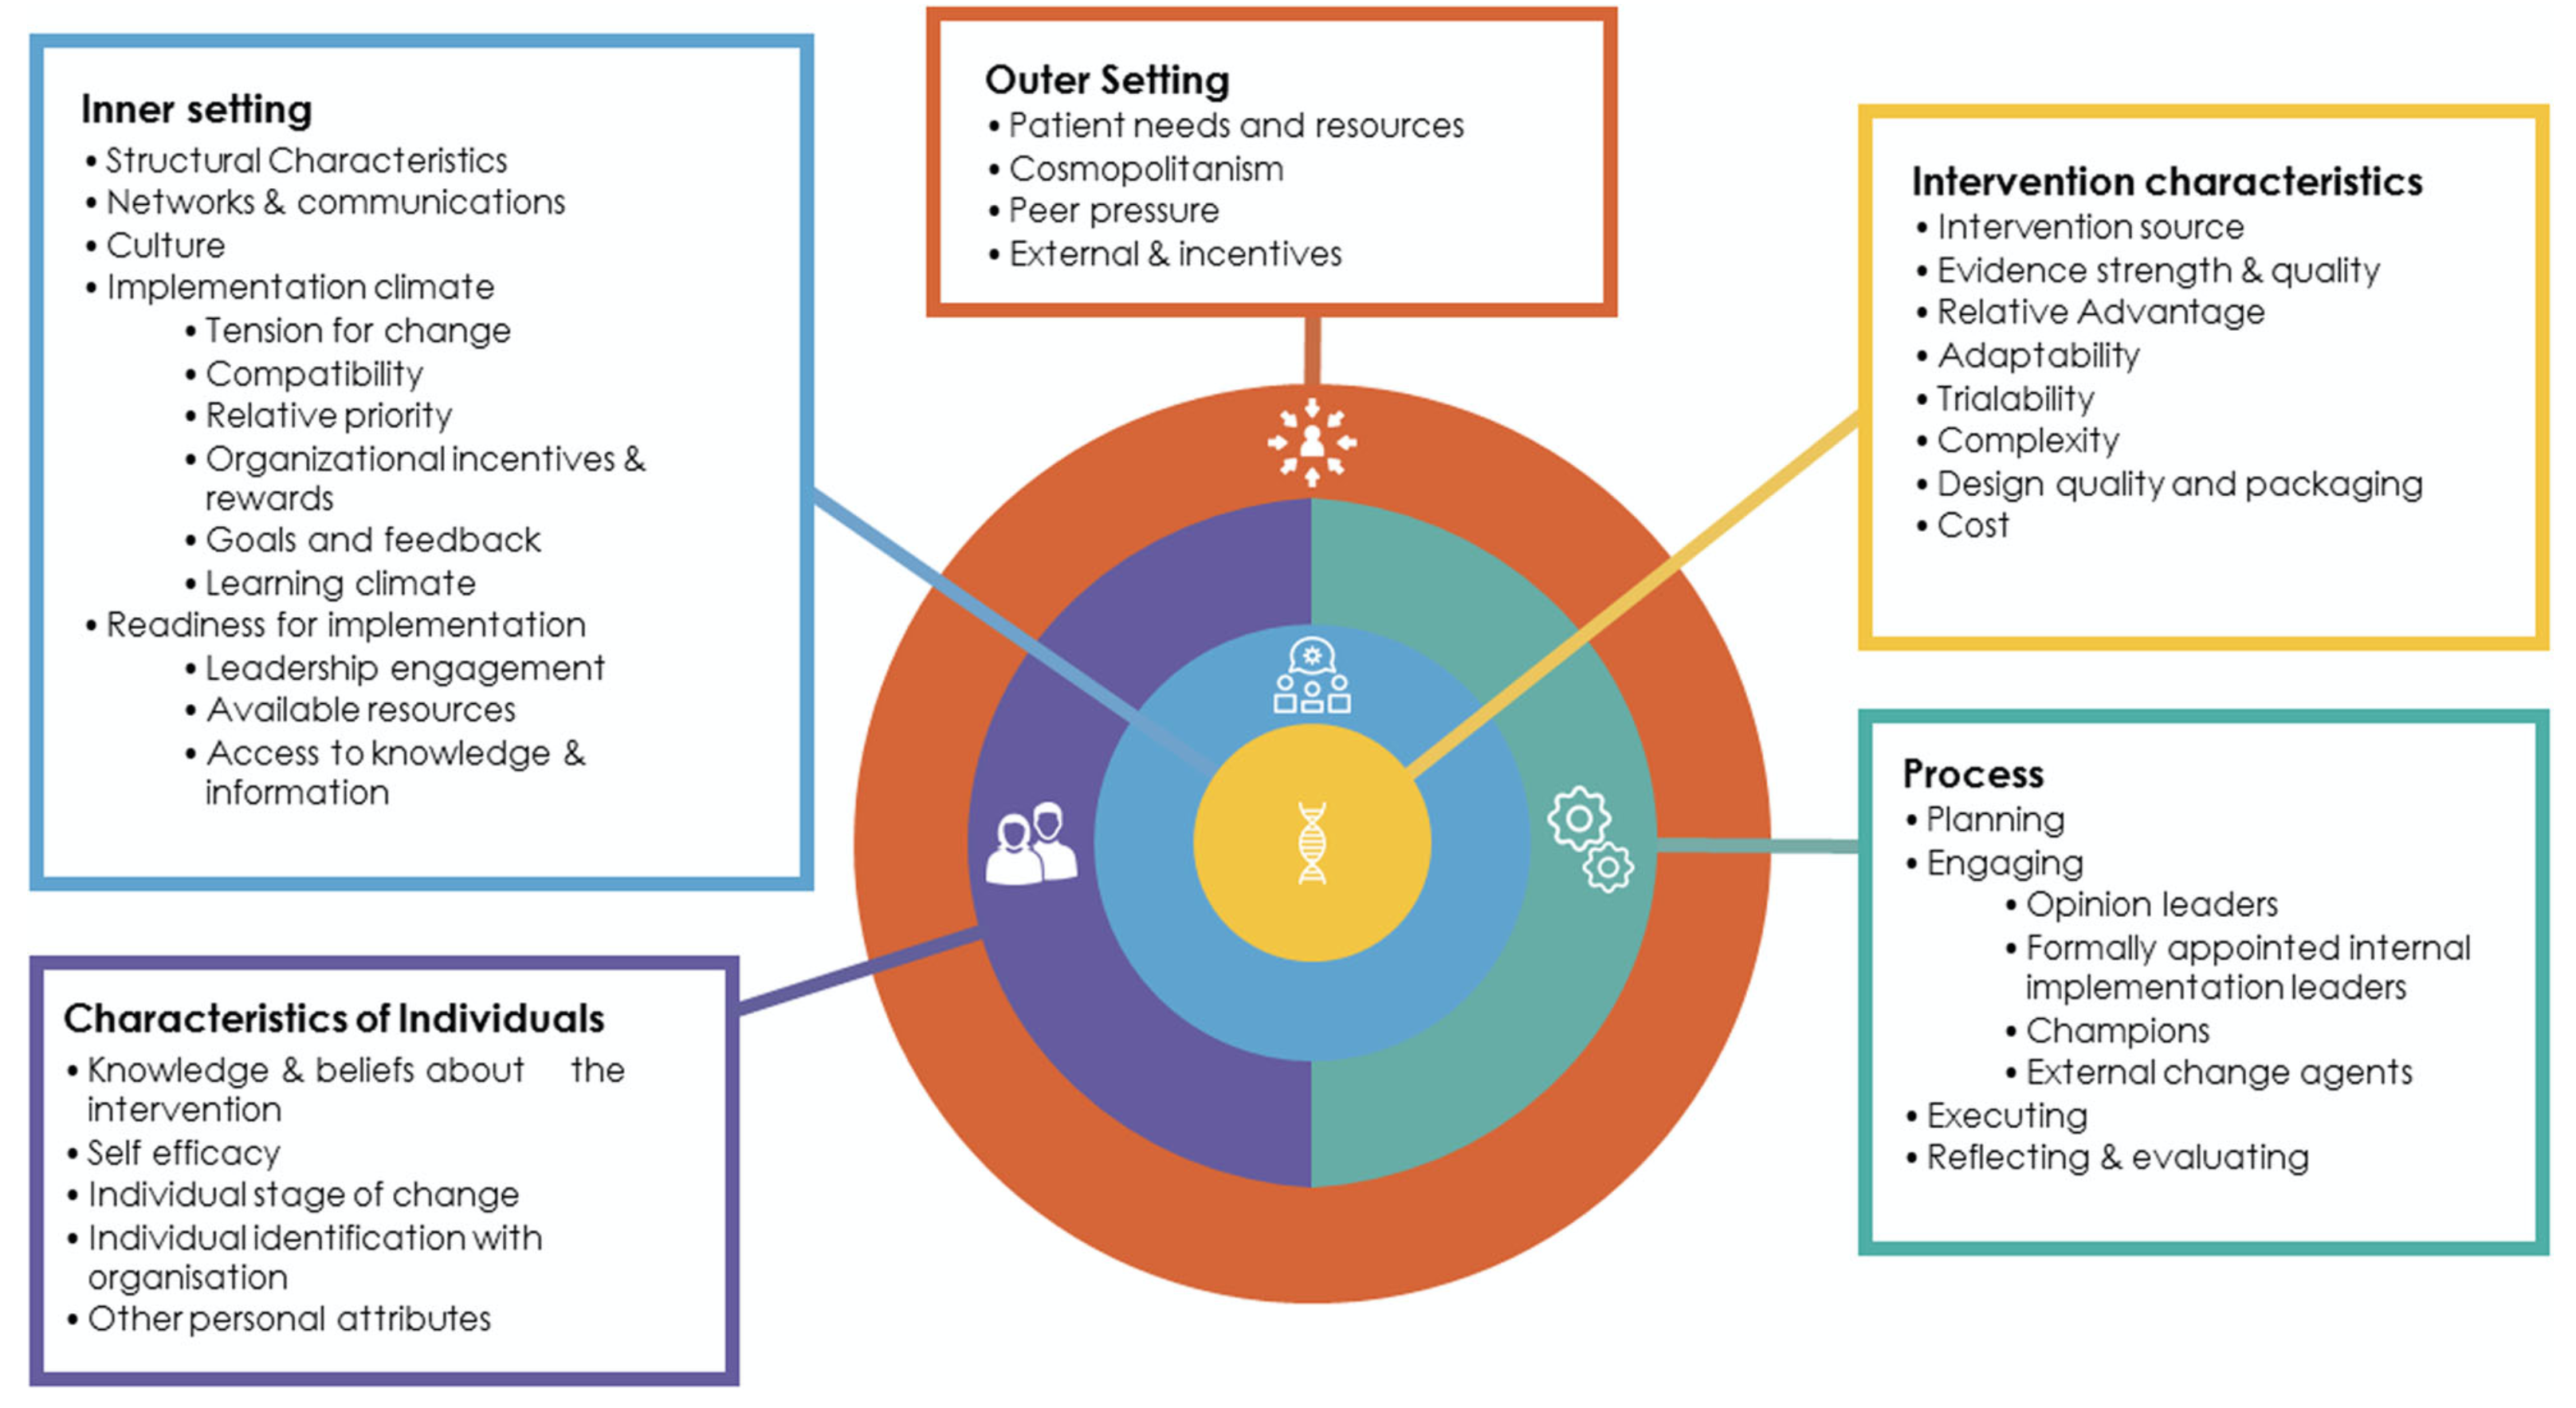 Inner setting
• Structural Characteristics
• Networks & communications
• Culture
• Implementation climate
• Tension for change
• Compatibility
• Relative priority
• Organizational incentives &
rewards
• Goals and feedback
• Learning climate
• Readiness for implementation
• Leadership engagement
• Available resources
• Access to knowledge &
information
Outer Setting
• Patient needs and resources
• Cosmopolitanism
• Peer pressure
• External & incentives
Intervention characteristics
• Intervention source
• Evidence strength & quality
• Relative Advantage
• Adaptability
• Trialability
• Complexity
• Design quality and packaging
• Cost
Characteristics of Individuals
• Knowledge & beliefs about the
intervention
• Self efficacy
• Individual stage of change
• Individual identification with
organisation
• Other personal attributes
Process
• Planning
• Engaging
• Opinion leaders
• Formally appointed internal
implementation leaders
• Champions
• External change agents
• Executing
• Reflecting & evaluating